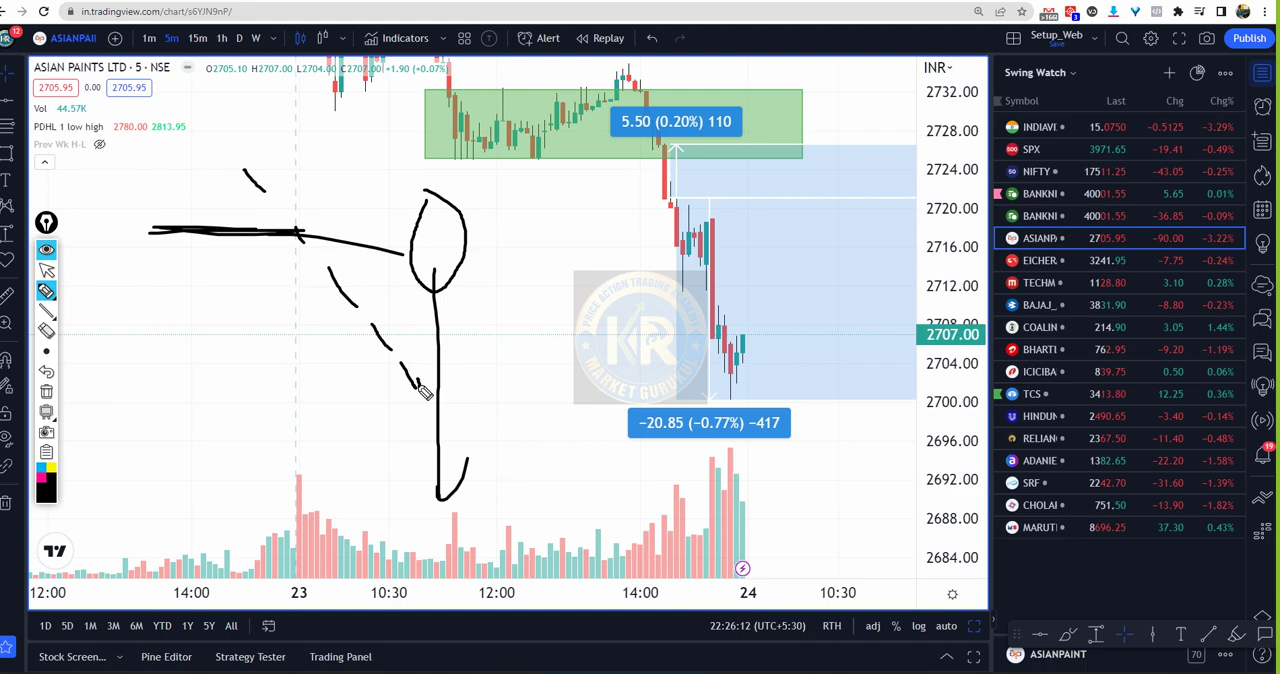 in.tradingview.com/chart/s6YJN9nP/
ASIANPAII 1m 5m 15m 1h D W Indicators Alert Replay Setup_Web Save Publish
ASIAN PAINTS LTD · 5 · NSE O2705.10 H2707.00 L2704.00 C2707.00 +1.90 (+0.07%) INR
2705.95 0.00 2705.95
Vol 44.57K
PDHL 1 low high 2780.00 2813.95
Prev Wk H-L
5.50 (0.20%) 110
−20.85 (−0.77%) −417
PRICE ACTION TRADING
KR
MARKET GURUKUL
2732.00
2728.00
2724.00
2720.00
2716.00
2712.00
2708.00
2707.00
2704.00
2700.00
2696.00
2692.00
2688.00
2684.00
12:00 14:00 23 10:30 12:00 14:00 24 10:30
1D 5D 1M 3M 6M YTD 1Y 5Y All 22:26:12 (UTC+5:30) RTH adj % log auto
Stock Screen... Pine Editor Strategy Tester Trading Panel
Swing Watch
Symbol Last Chg Chg%
INDIAVI 15.0750 -0.5125 -3.29%
SPX 3971.65 -19.41 -0.49%
NIFTY 17511.25 -43.05 -0.25%
BANKNI 40001.55 5.65 0.01%
BANKNI 40001.55 -36.85 -0.09%
ASIANPA 2705.95 -90.00 -3.22%
EICHER 3241.95 -7.75 -0.24%
TECHM 1128.80 3.10 0.28%
BAJAJ_ 3831.90 -8.80 -0.23%
COALIN 214.90 3.05 1.44%
BHARTI 762.95 -9.20 -1.19%
ICICIBA 839.75 0.50 0.06%
TCS 3413.80 12.25 0.36%
HINDUN 2490.65 -3.40 -0.14%
RELIAN 2367.50 -11.40 -0.48%
ADANIE 1382.65 -22.20 -1.58%
SRF 2242.70 -31.60 -1.39%
CHOLAI 751.50 -13.90 -1.82%
MARUTI 8696.25 37.30 0.43%
ASIANPAINT 70